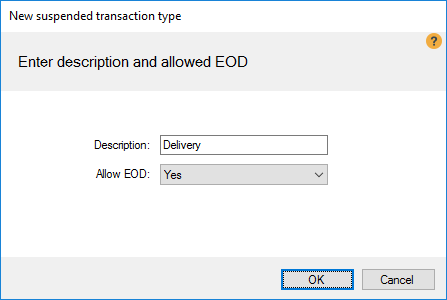 New suspended transaction type
?
Enter description and allowed EOD
Description: Delivery
Allow EOD: Yes
OK Cancel